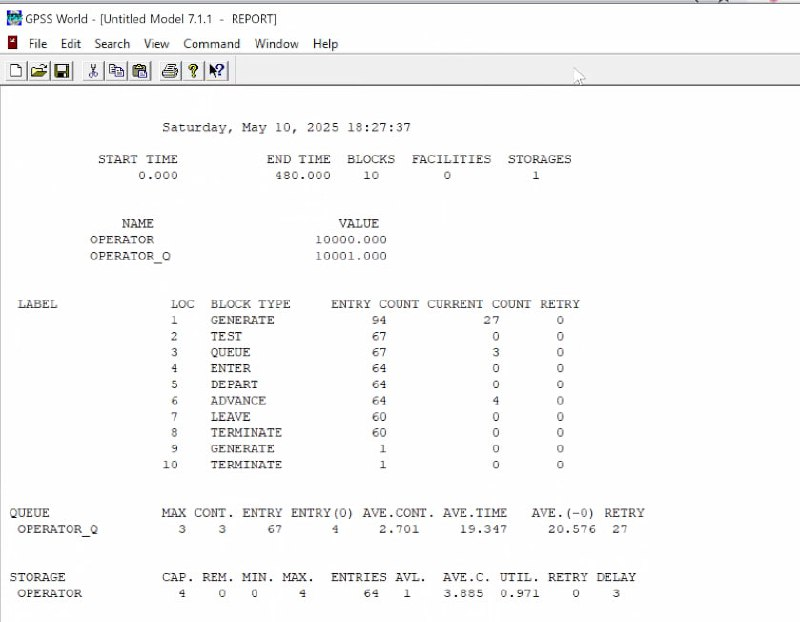 GPSS World - [Untitled Model 7.1.1 - REPORT]
File Edit Search View Command Window Help
Saturday, May 10, 2025 18:27:37
START TIME END TIME BLOCKS FACILITIES STORAGES
0.000 480.000 10 0 1
NAME VALUE
OPERATOR 10000.000
OPERATOR_Q 10001.000
LABEL LOC BLOCK TYPE ENTRY COUNT CURRENT COUNT RETRY
1 GENERATE 94 27 0
2 TEST 67 0 0
3 QUEUE 67 3 0
4 ENTER 64 0 0
5 DEPART 64 0 0
6 ADVANCE 64 4 0
7 LEAVE 60 0 0
8 TERMINATE 60 0 0
9 GENERATE 1 0 0
10 TERMINATE 1 0 0
QUEUE MAX CONT. ENTRY ENTRY(0) AVE.CONT. AVE.TIME AVE.(-0) RETRY
OPERATOR_Q 3 3 67 4 2.701 19.347 20.576 27
STORAGE CAP. REM. MIN. MAX. ENTRIES AVL. AVE.C. UTIL. RETRY DELAY
OPERATOR 4 0 0 4 64 1 3.885 0.971 0 3